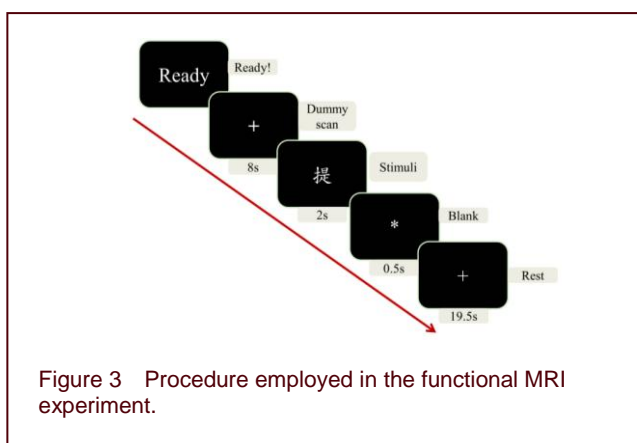 Ready
Ready!
+
Dummy
scan
8s
提
Stimuli
2s
*
Blank
0.5s
+
Rest
19.5s
Figure 3 Procedure employed in the functional MRI
experiment.